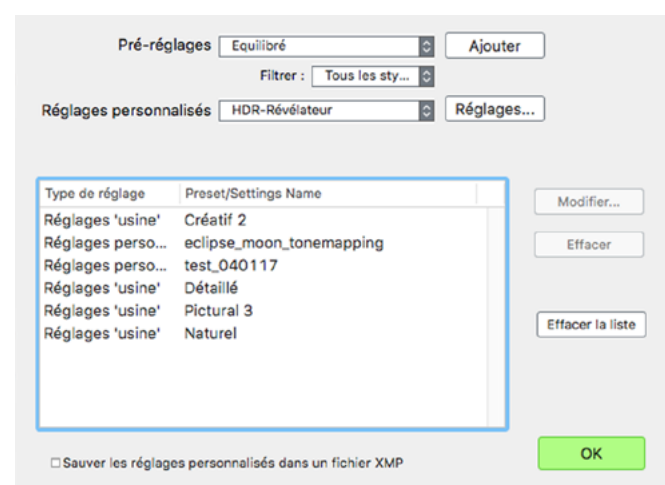 Pré-réglages Equilibré Ajouter
Filtrer : Tous les sty...
Réglages personnalisés HDR-Révélateur Réglages...
Type de réglage Preset/Settings Name
Modifier...
Réglages 'usine' Créatif 2
Réglages perso... eclipse_moon_tonemapping
Effacer
Réglages perso... test_040117
Réglages 'usine' Détaillé
Réglages 'usine' Pictural 3
Effacer la liste
Réglages 'usine' Naturel
OK
Sauver les réglages personnalisés dans un fichier XMP